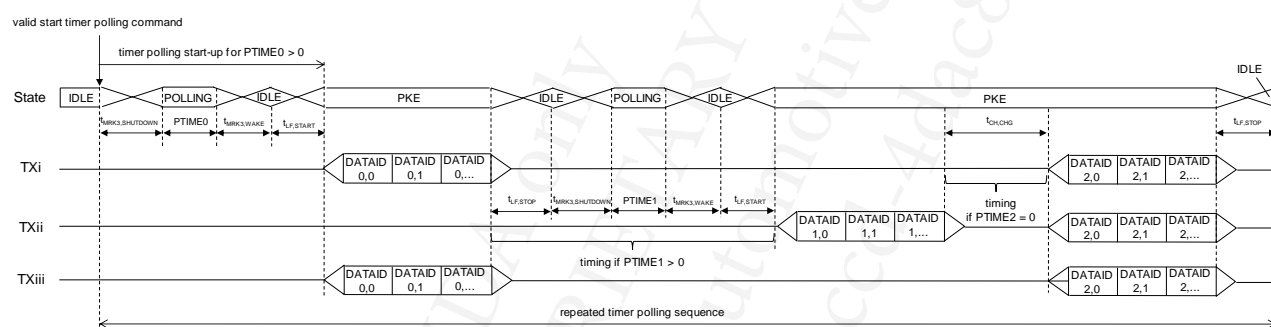 valid start timer polling command
timer polling start-up for PTIME0 > 0
IDLE
State IDLE POLLING IDLE PKE IDLE POLLING IDLE PKE
tMRK3,SHUTDOWN PTIME0 tMRK3,WAKE tLF,START tCH,CHG tLF,STOP
TXi DATAID 0,0 DATAID 0,1 DATAID 0,... DATAID 2,0 DATAID 2,1 DATAID 2,...
tLF,STOP tMRK3,SHUTDOWN PTIME1 tMRK3,WAKE tLF,START
timing
if PTIME2 = 0
TXii DATAID 1,0 DATAID 1,1 DATAID 1,... DATAID 2,0 DATAID 2,1 DATAID 2,...
timing if PTIME1 > 0
TXiii DATAID 0,0 DATAID 0,1 DATAID 0,... DATAID 2,0 DATAID 2,1 DATAID 2,...
repeated timer polling sequence